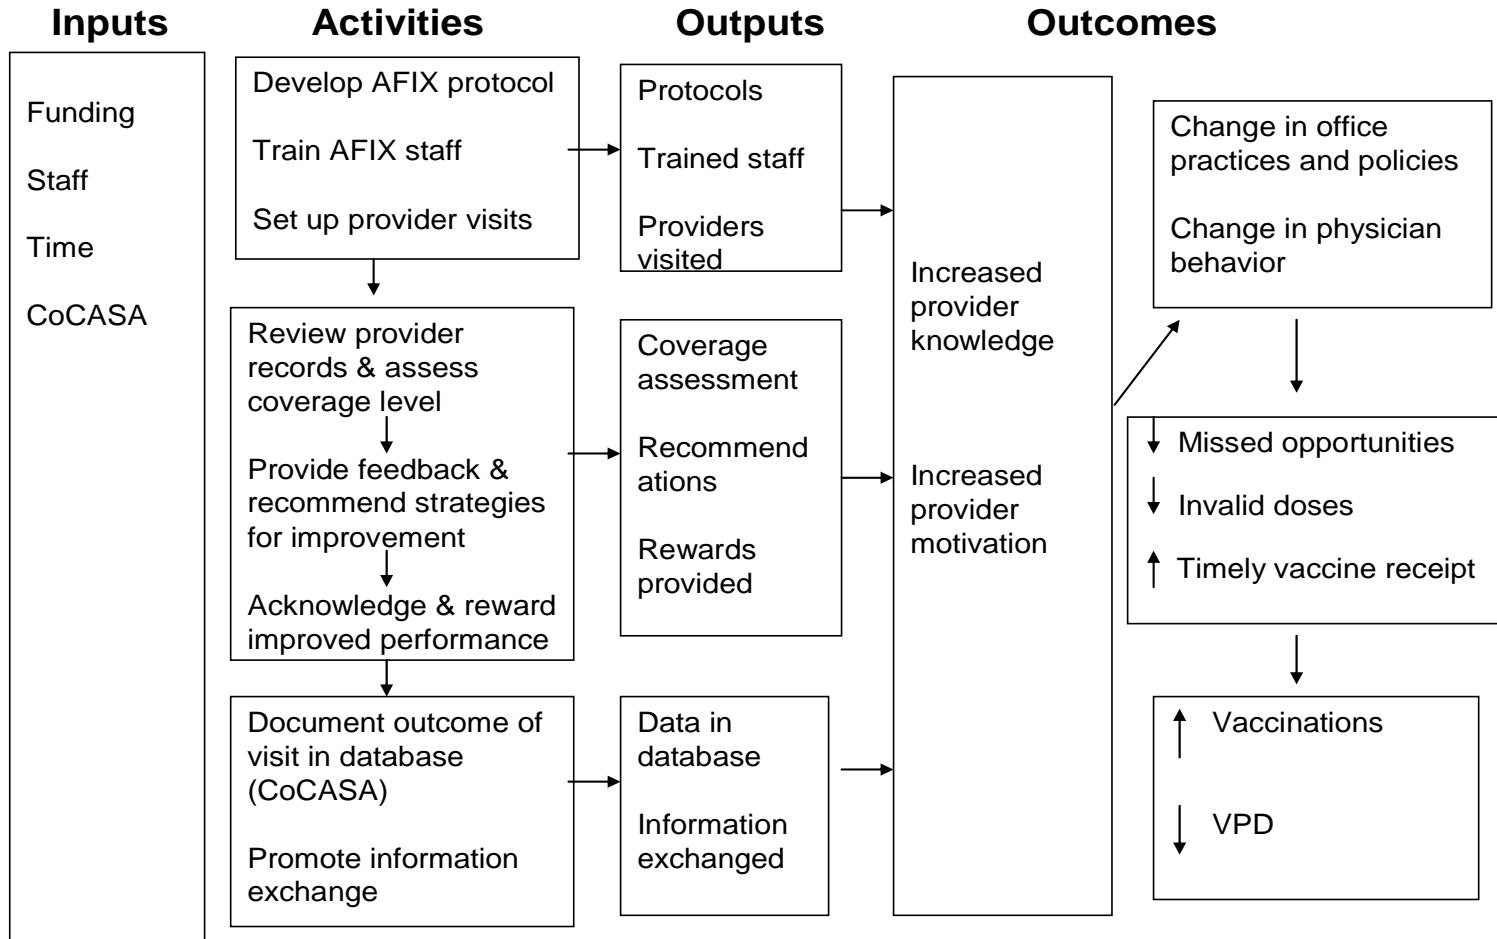 Inputs
Activities
Outputs
Outcomes
Funding
Staff
Time
CoCASA
Develop AFIX protocol
Train AFIX staff
Set up provider visits
Review provider
records & assess
coverage level
Provide feedback &
recommend strategies
for improvement
Acknowledge & reward
improved performance
Document outcome of
visit in database
(CoCASA)
Promote information
exchange
Protocols
Trained staff
Providers
visited
Coverage
assessment
Recommend
ations
Rewards
provided
Data in
database
Information
exchanged
Increased
provider
knowledge
Increased
provider
motivation
Change in office
practices and policies
Change in physician
behavior
Missed opportunities
Invalid doses
Timely vaccine receipt
Vaccinations
VPD